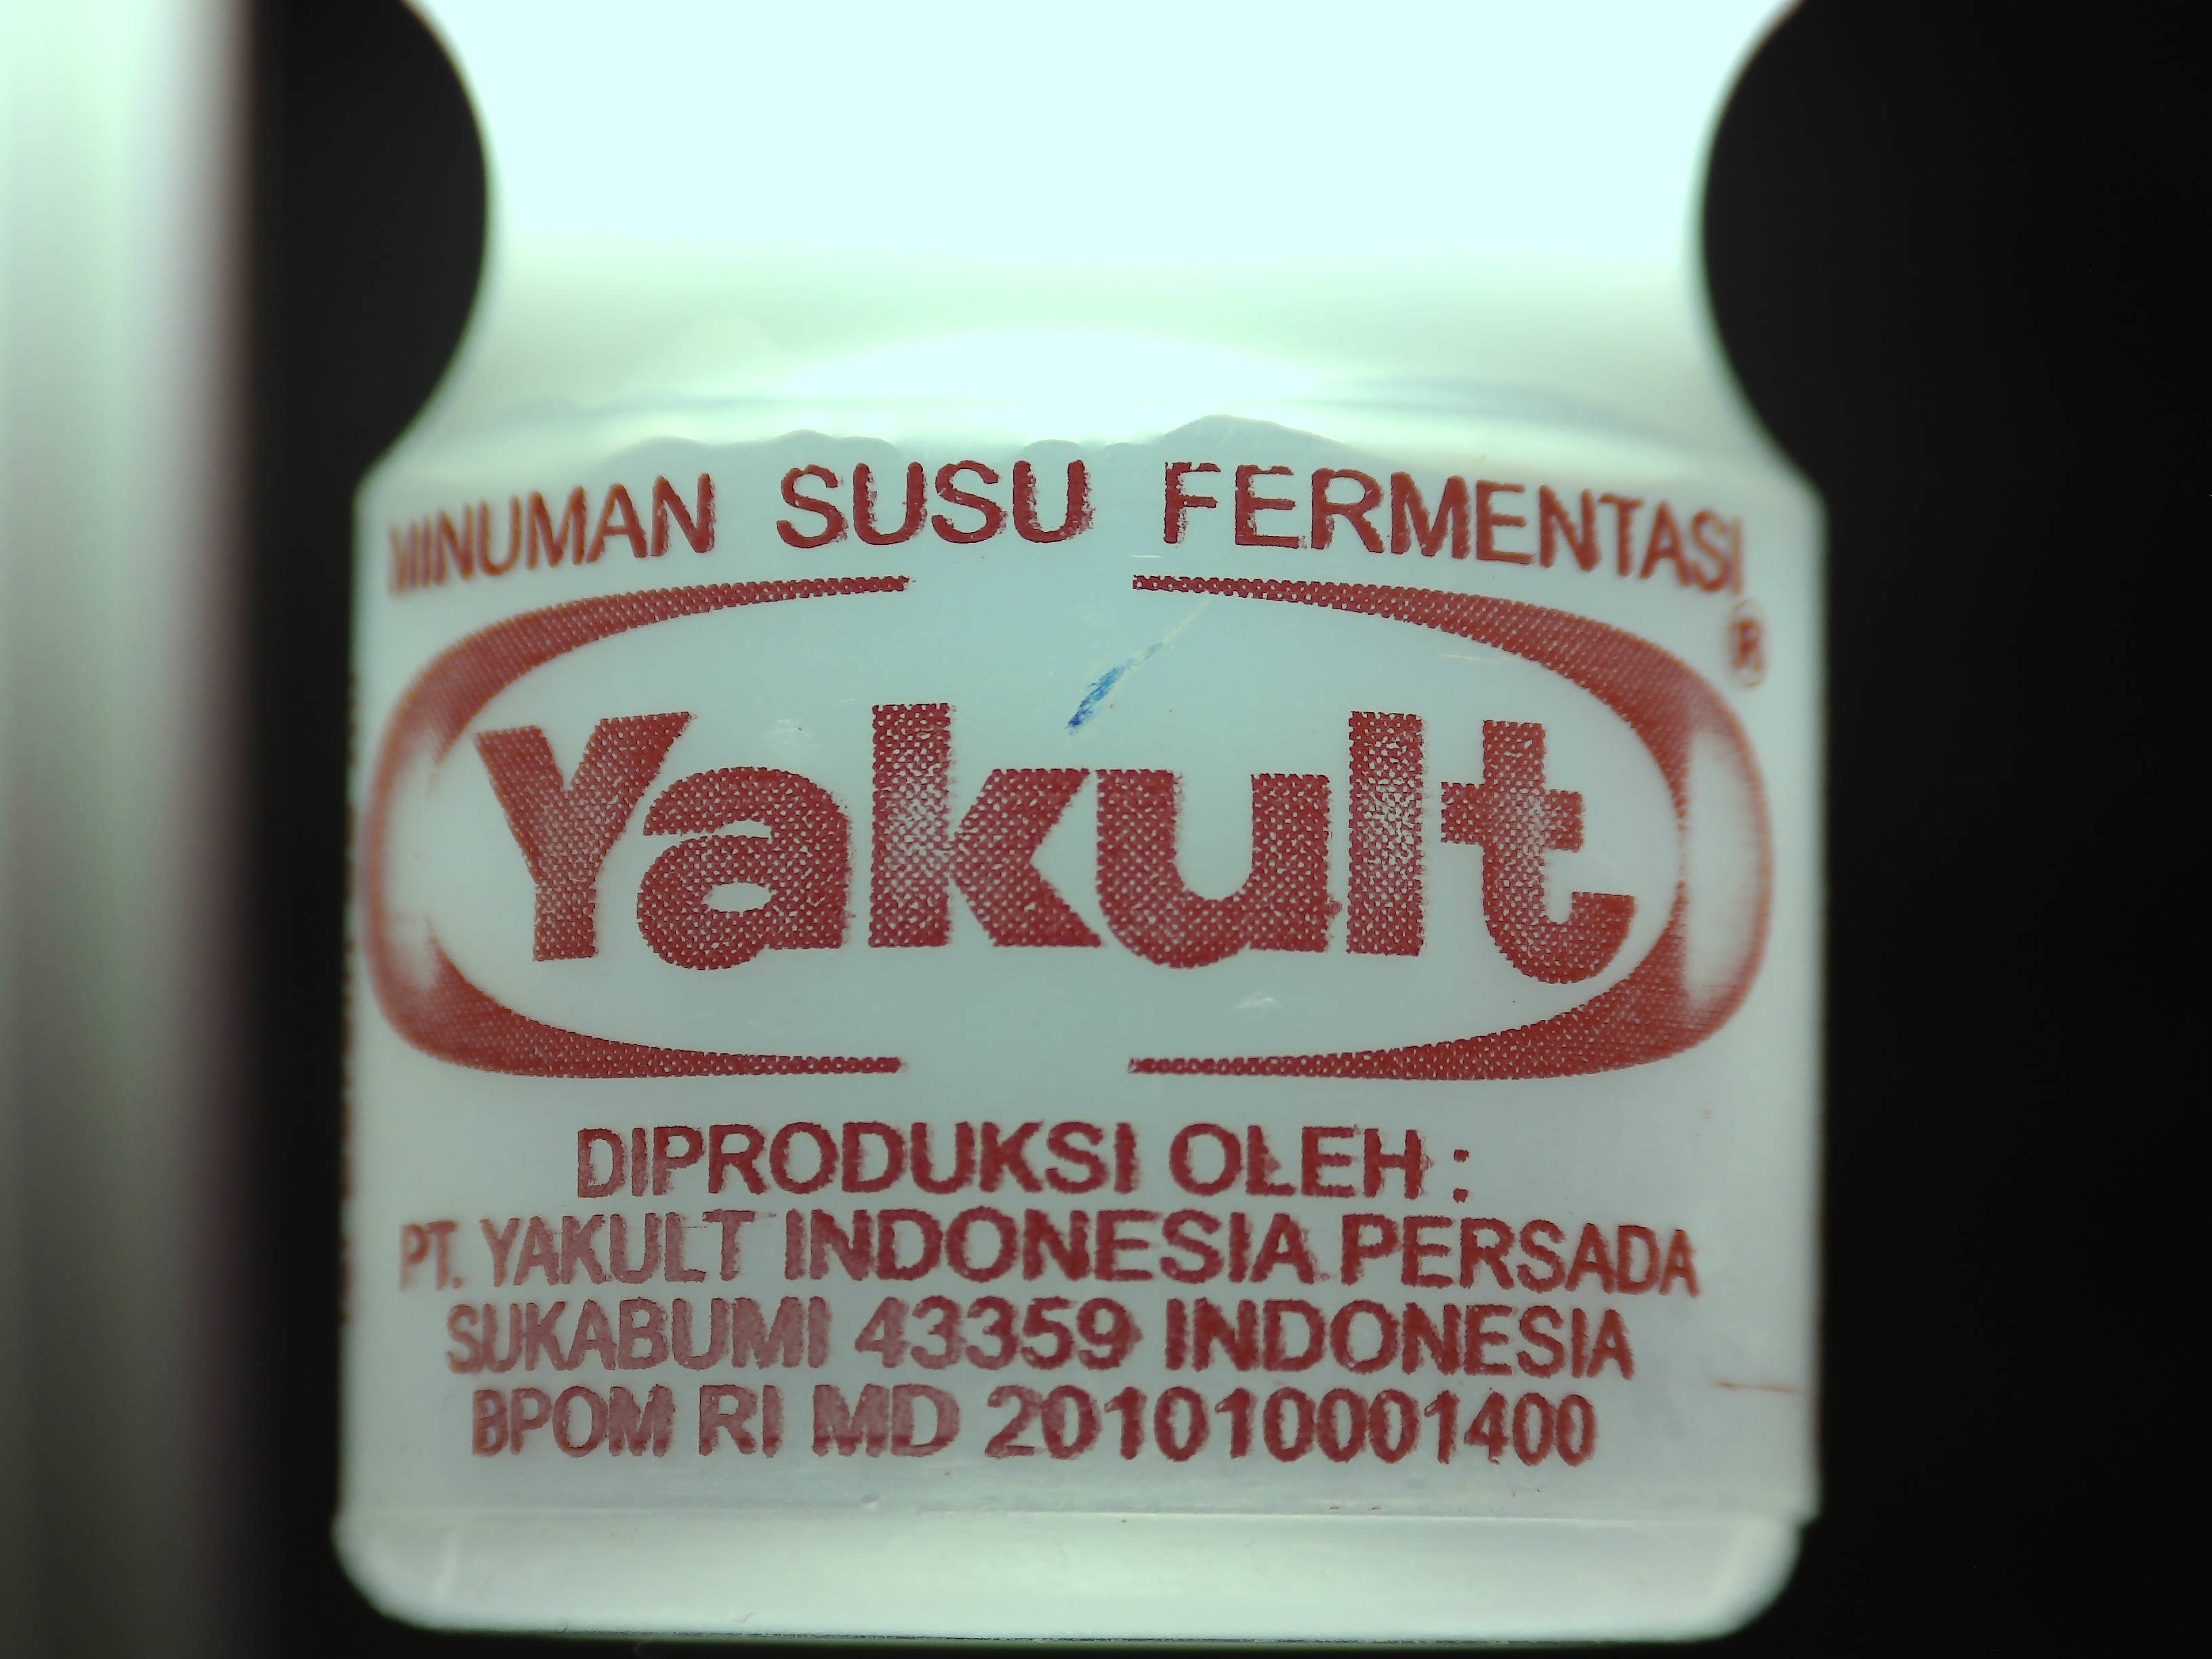 MINUMAN SUSU FERMENTASI
Yakult®
DIPRODUKSI OLEH :
PT. YAKULT INDONESIA PERSADA
SUKABUMI 43359 INDONESIA
BPOM RI MD 201010001400